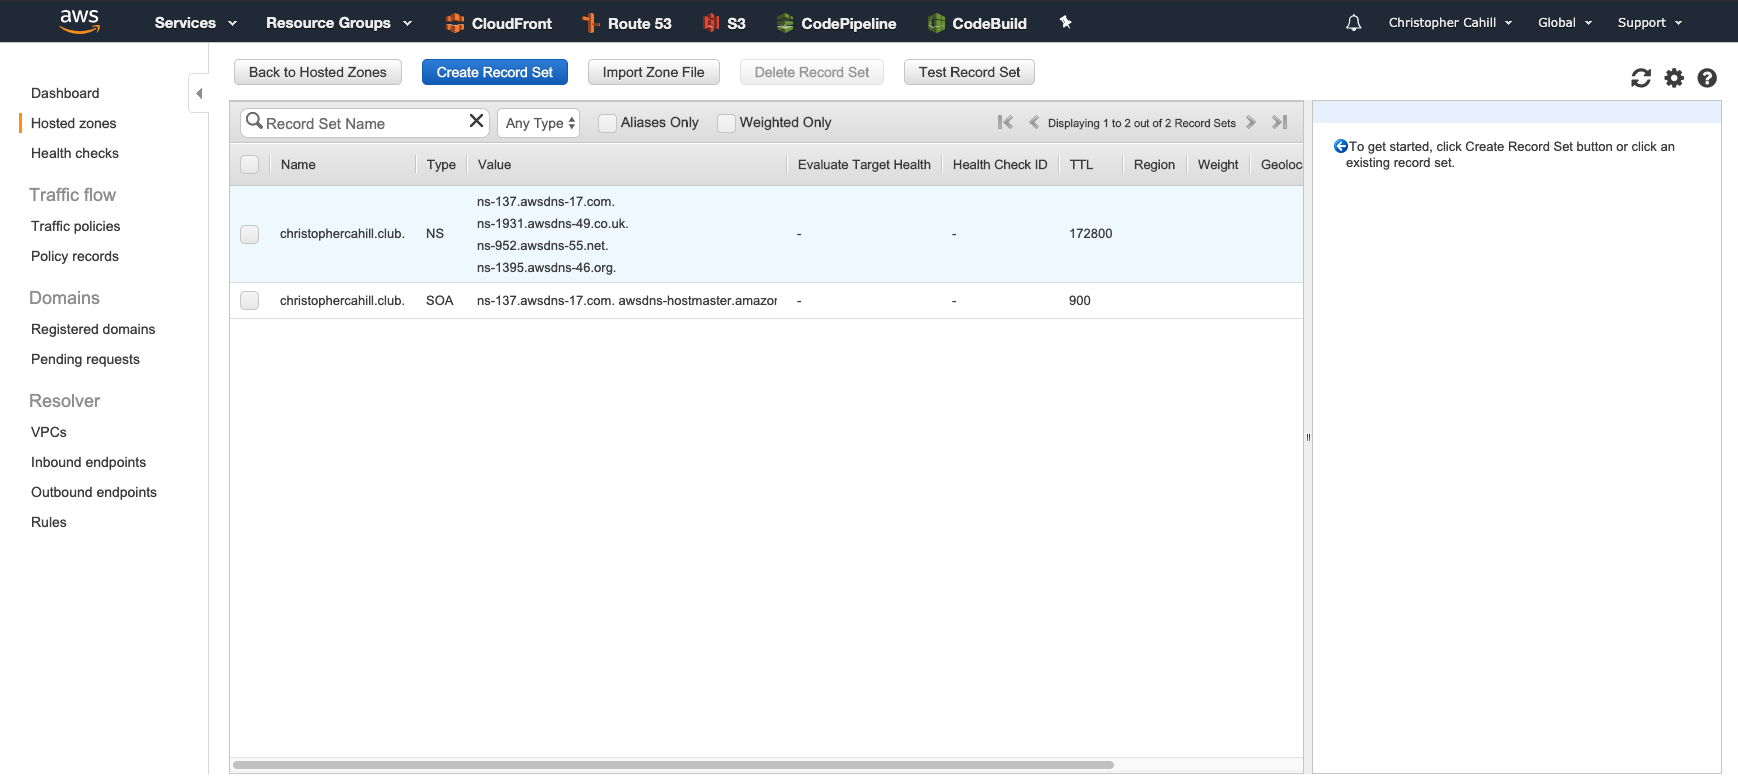 aws
Services
Resource Groups
CloudFront
Route 53
S3
CodePipeline
CodeBuild
Christopher Cahill
Global
Support
Dashboard
Hosted zones
Health checks
Traffic flow
Traffic policies
Policy records
Domains
Registered domains
Pending requests
Resolver
VPCs
Inbound endpoints
Outbound endpoints
Rules
Back to Hosted Zones
Create Record Set
Import Zone File
Delete Record Set
Test Record Set
Record Set Name
Any Type
Aliases Only
Weighted Only
Displaying 1 to 2 out of 2 Record Sets
Name Type Value Evaluate Target Health Health Check ID TTL Region Weight Geoloc
christophercahill.club. NS
ns-137.awsdns-17.com.
ns-1931.awsdns-49.co.uk.
ns-952.awsdns-55.net.
ns-1395.awsdns-46.org.
- - 172800
christophercahill.club. SOA ns-137.awsdns-17.com. awsdns-hostmaster.amazor - - 900
To get started, click Create Record Set button or click an
existing record set.